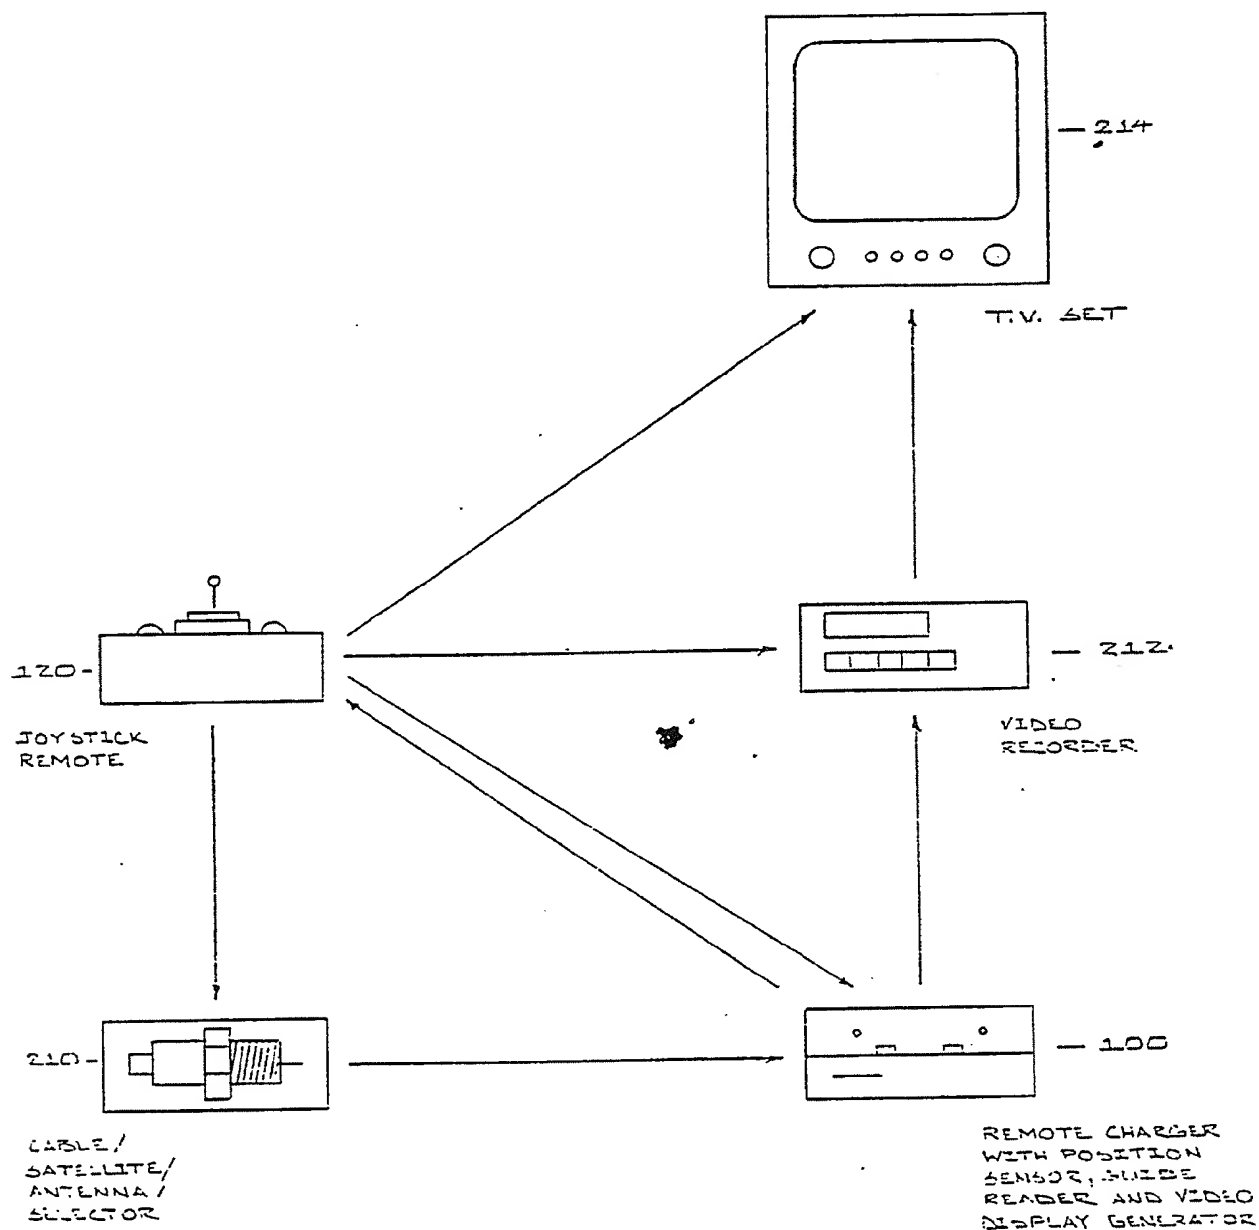 214
T.V. SET
120
212
JOYSTICK
REMOTE
VIDEO
RECORDER
210
100
CABLE/
SATELLITE/
ANTENNA/
SELECTOR
REMOTE CHARGER
WITH POSITION
SENSOR, GUIDE
READER AND VIDEO
DISPLAY GENERATOR